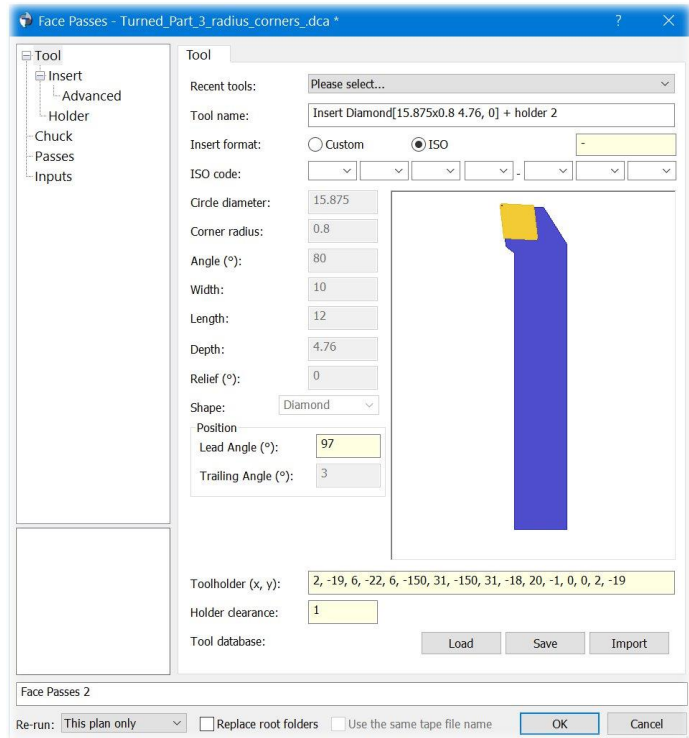 Face Passes - Turned_Part_3_radius_corners_.dca *
? ×
Tool
Insert
Advanced
Holder
Chuck
Passes
Inputs
Tool
Recent tools: Please select...
Tool name: Insert Diamond[15.875x0.8 4.76, 0] + holder 2
Insert format: Custom ISO -
ISO code: -
Circle diameter: 15.875
Corner radius: 0.8
Angle (º): 80
Width: 10
Length: 12
Depth: 4.76
Relief (º): 0
Shape: Diamond
Position
Lead Angle (º): 97
Trailing Angle (º): 3
Toolholder (x, y): 2, -19, 6, -22, 6, -150, 31, -150, 31, -18, 20, -1, 0, 0, 2, -19
Holder clearance: 1
Tool database: Load Save Import
Face Passes 2
Re-run: This plan only Replace root folders Use the same tape file name OK Cancel